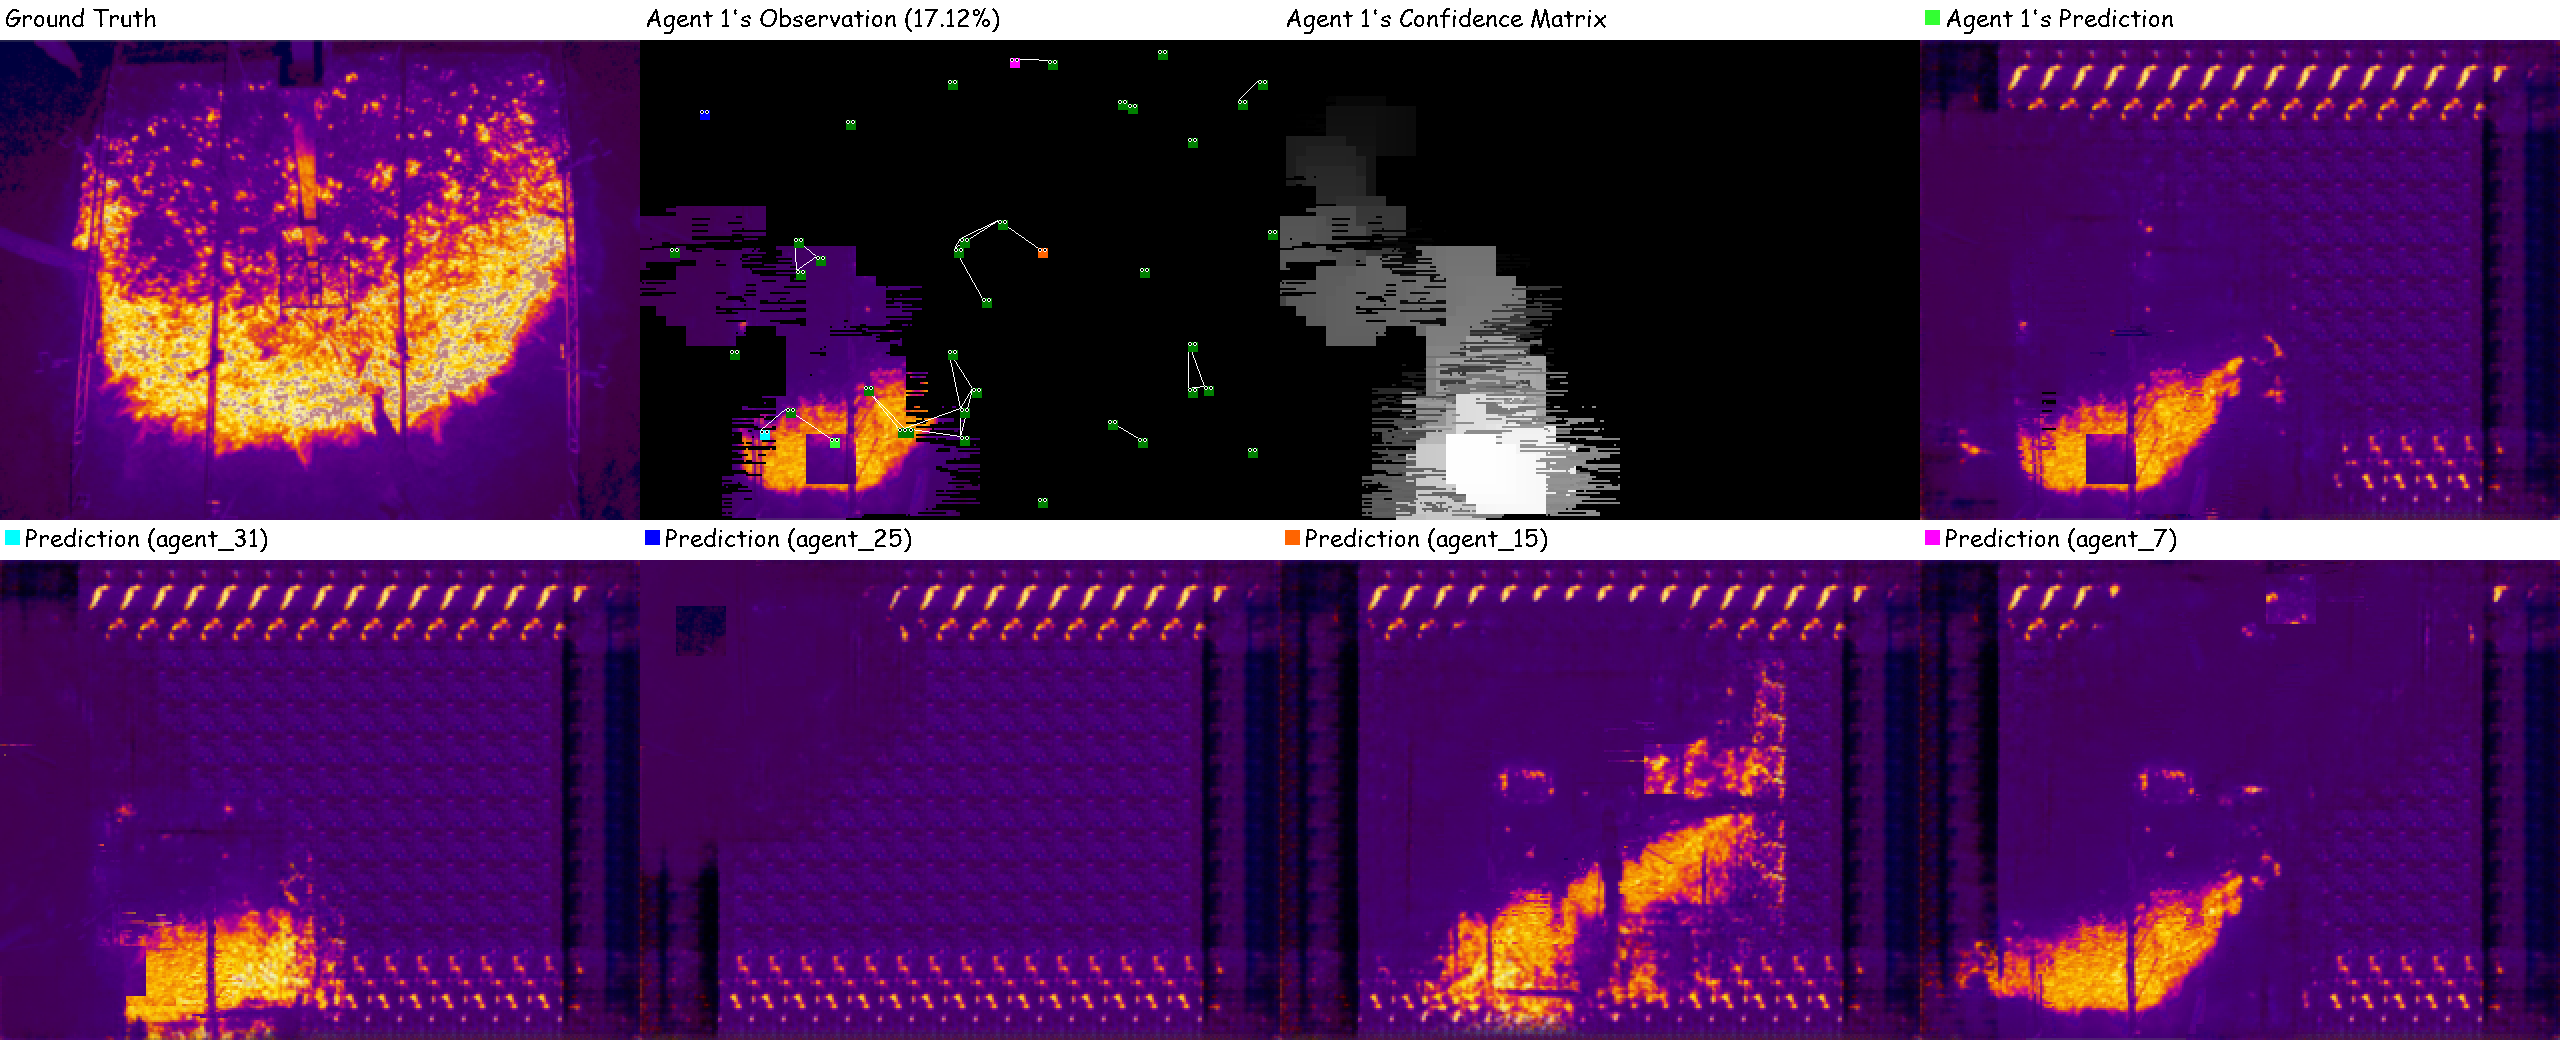 Ground Truth
Agent 1's Observation (17.12%)
Agent 1's Confidence Matrix
Agent 1's Prediction
Prediction (agent_31)
Prediction (agent_25)
Prediction (agent_15)
Prediction (agent_7)